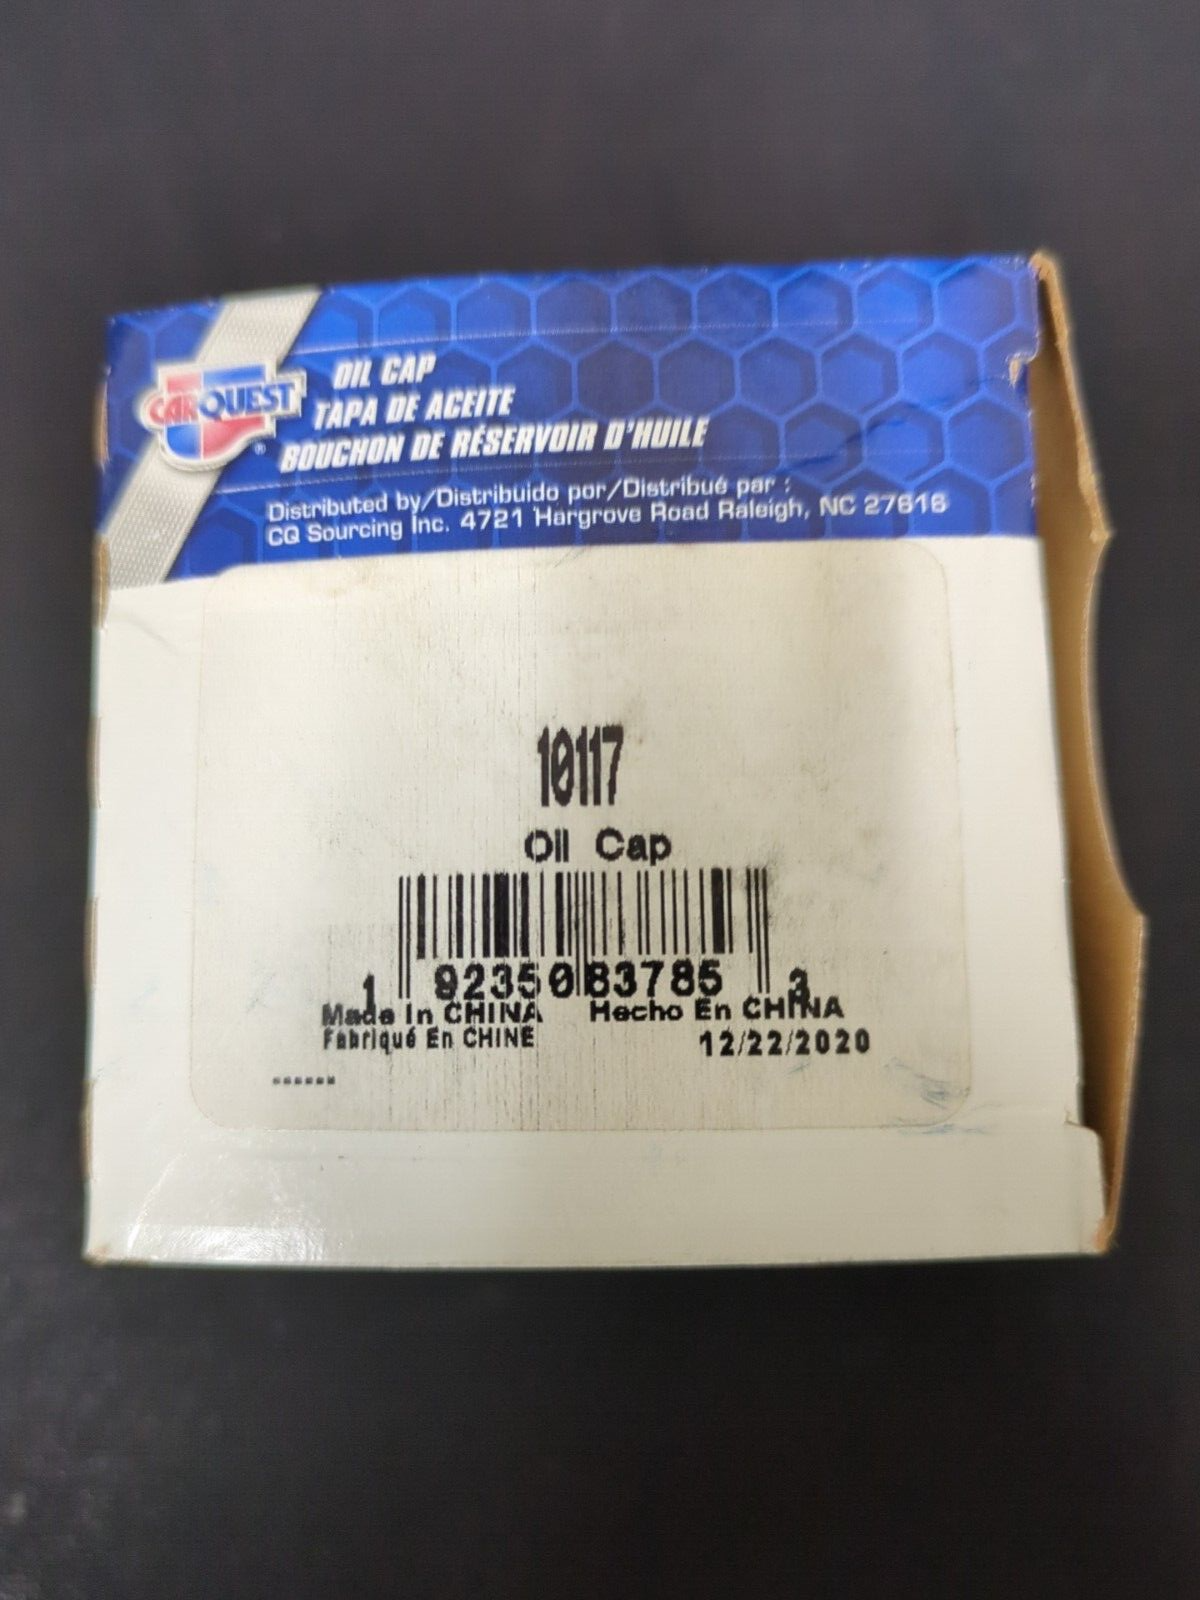 CARQUEST®
OIL CAP
TAPA DE ACEITE
BOUCHON DE RÉSERVOIR D'HUILE
Distributed by/Distribuido por/Distribué par :
CQ Sourcing Inc. 4721 Hargrove Road Raleigh, NC 27616
10117
Oil Cap
1 92350 83785 3
Made In CHINA Hecho En CHINA
Fabriqué En CHINE 12/22/2020